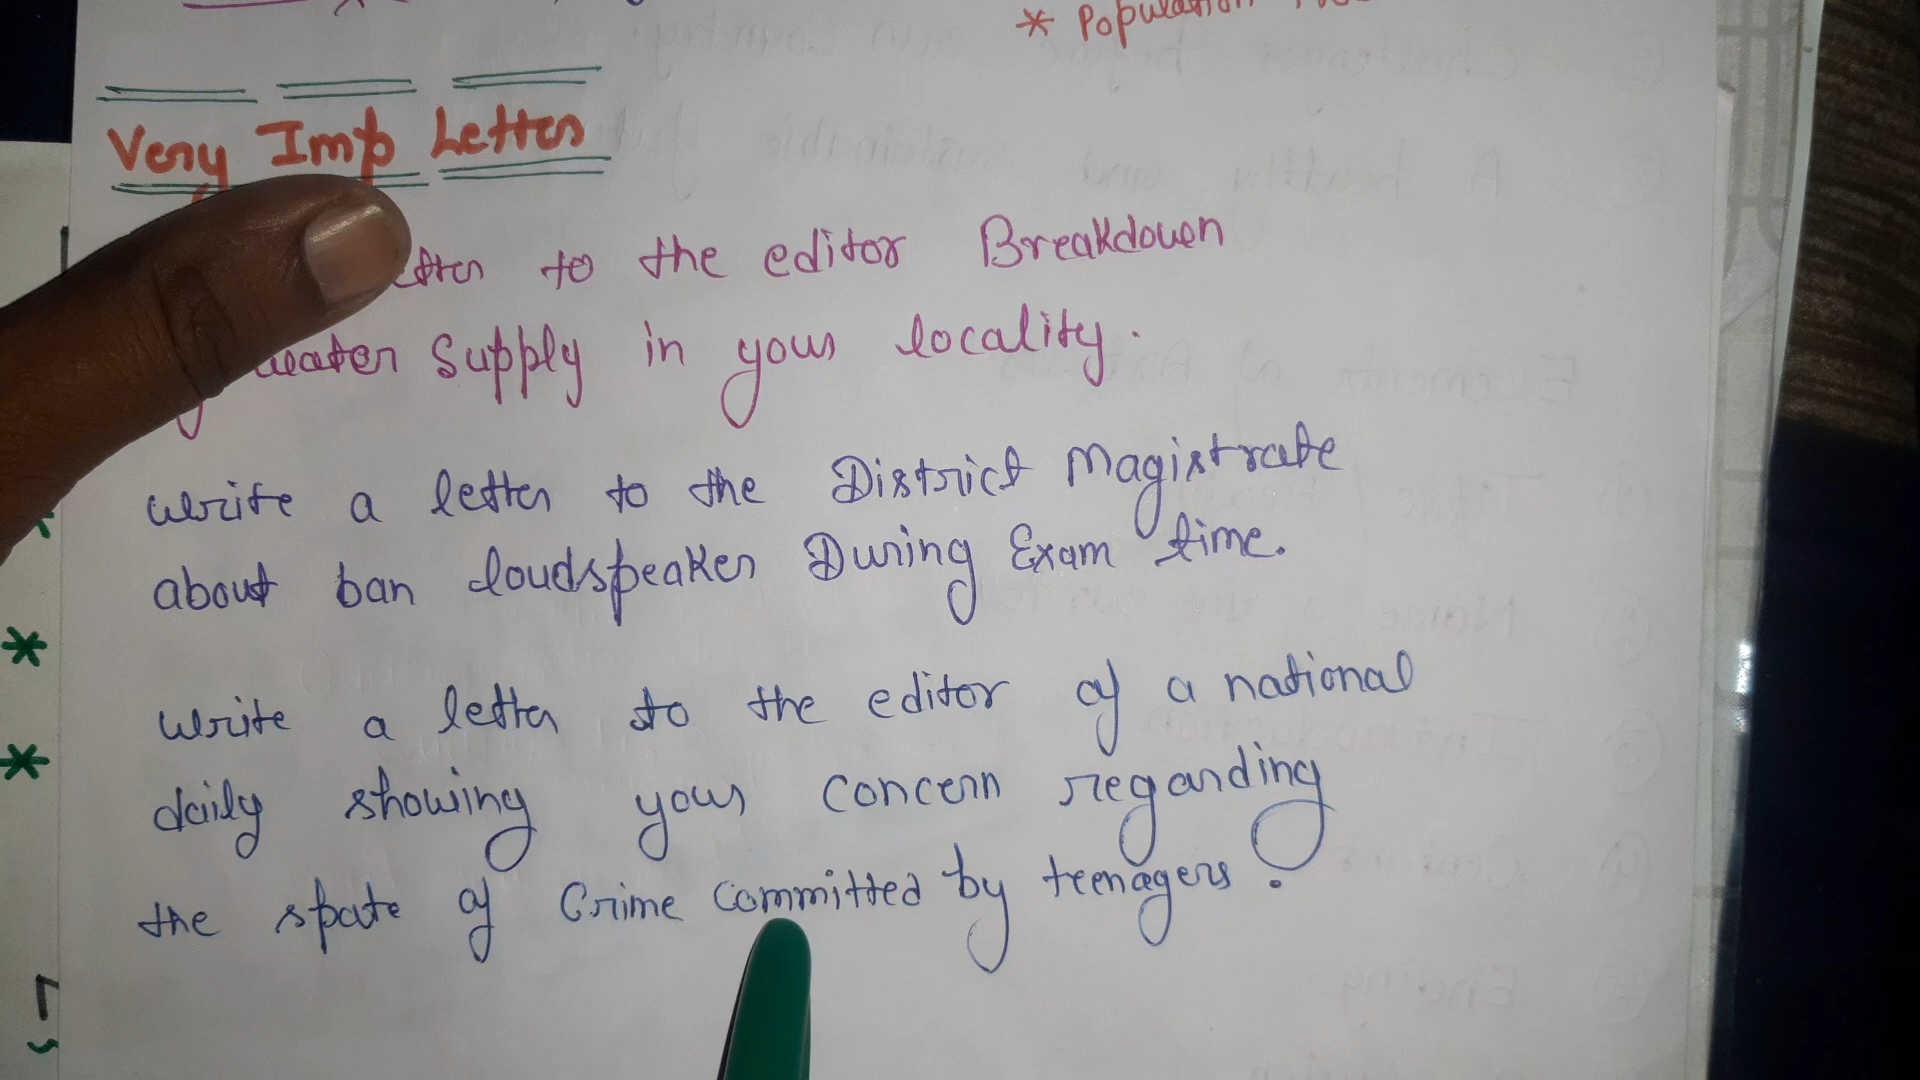 * Population
Very Imp Letter
to the editor Breakdown
water Supply in your locality.
Write a letter to the District Magistrate
about ban loudspeaker During Exam time.
Write a letter to the editor of a national
daily showing your concern regarding
the spate of Crime Committed by teenagers.
*
*